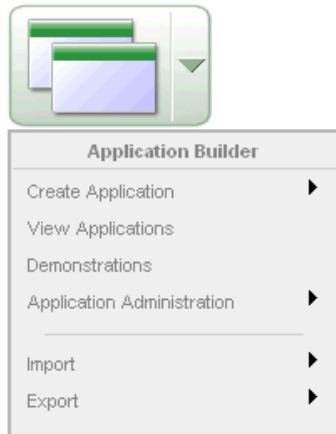 Application Builder
Create Application
View Applications
Demonstrations
Application Administration
Import
Export